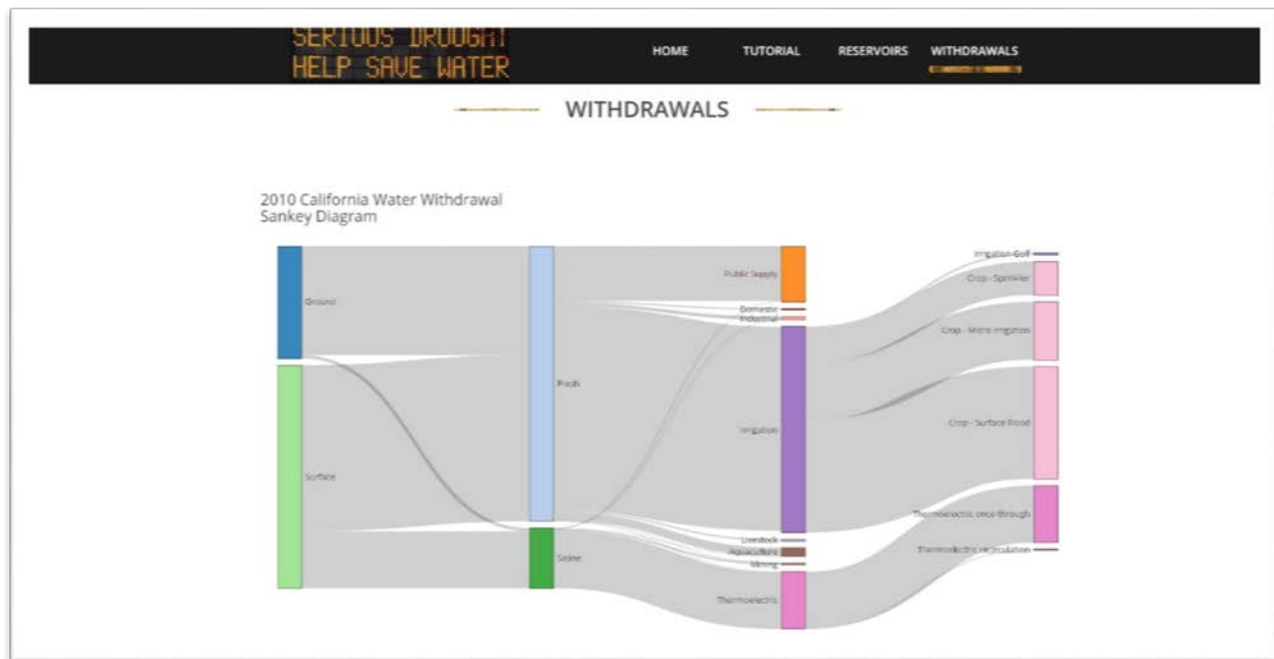 SERIOUS DROUGHT
HELP SAVE WATER
HOME TUTORIAL RESERVOIRS WITHDRAWALS
WITHDRAWALS
2010 California Water Withdrawal
Sankey Diagram
Ground
Surface
Fresh
Saline
Public Supply
Domestic
Industrial
Irrigation
Livestock
Aquaculture
Mining
Thermoelectric
Irrigation-Golf
Crop - Sprinkler
Crop - Micro-Irrigation
Crop - Surface Flood
Thermoelectric once-through
Thermoelectric recirculation